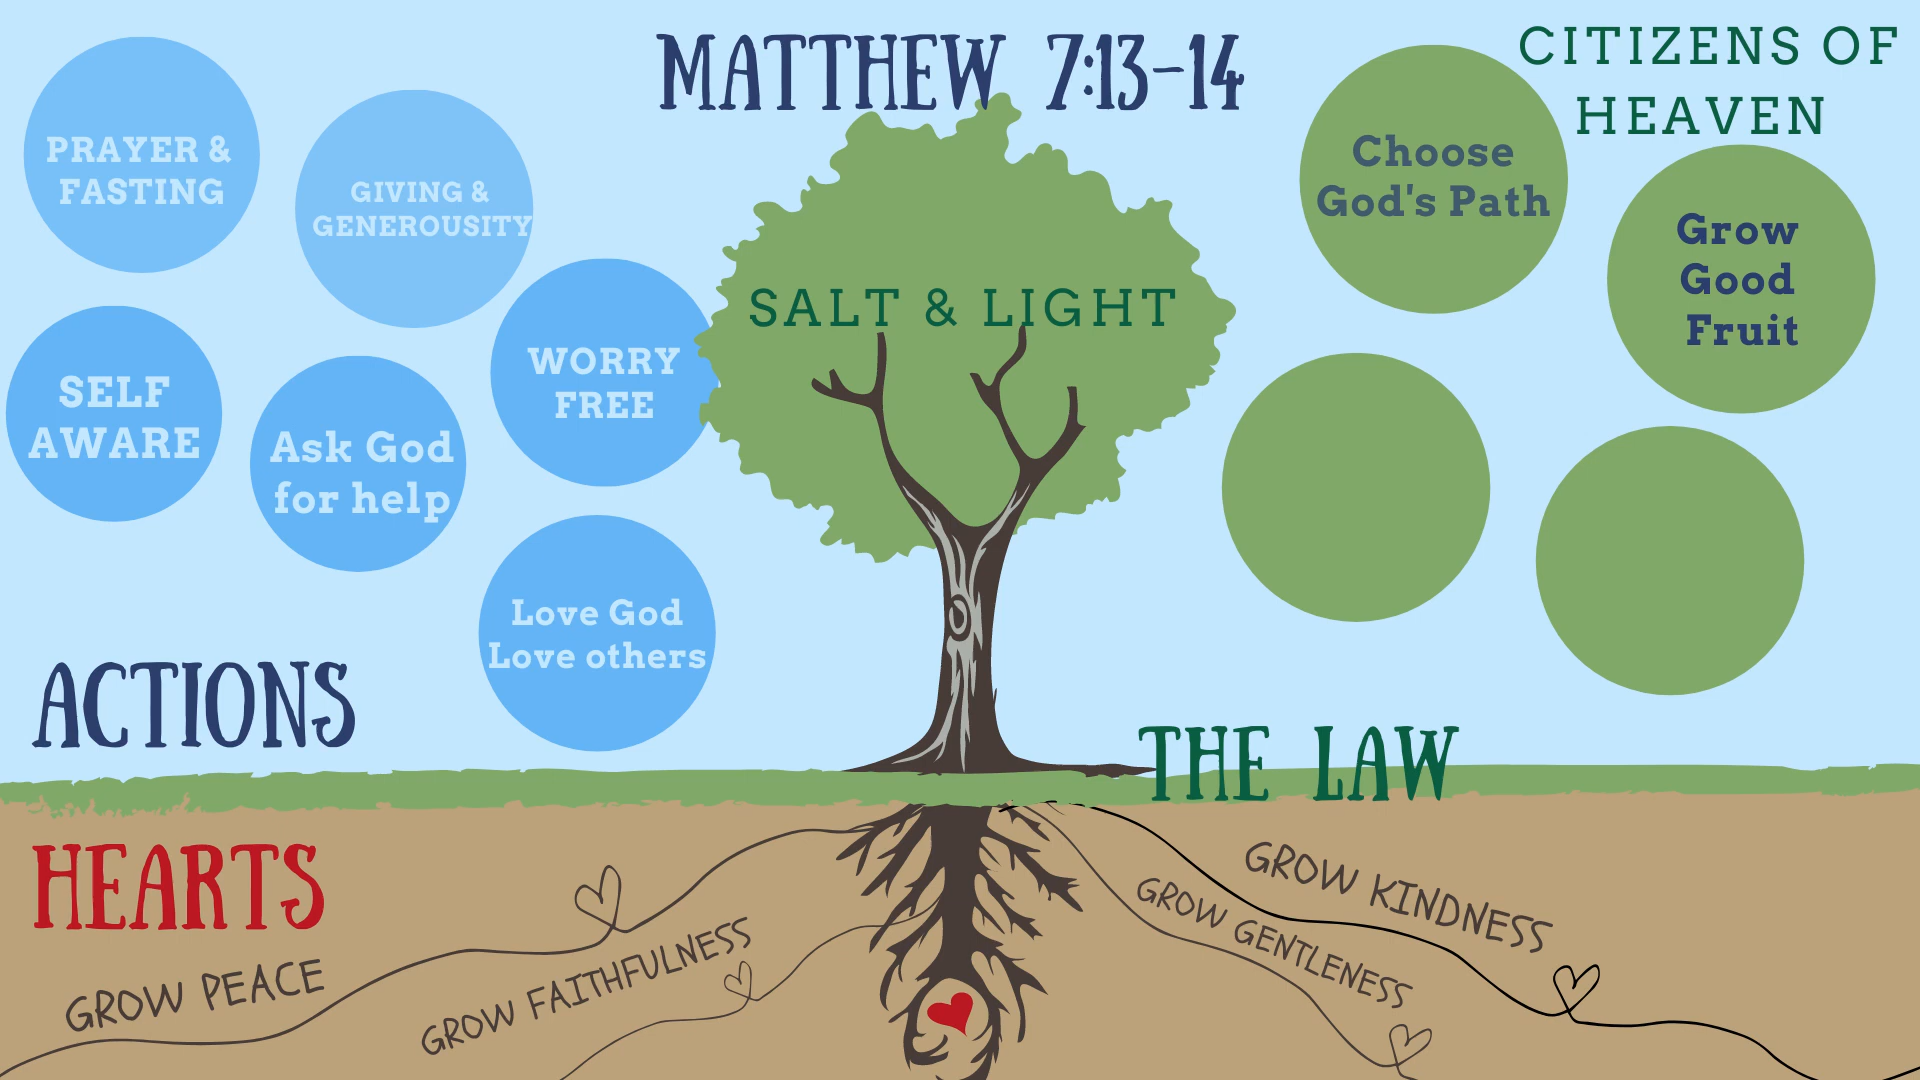 MATTHEW 7:13-14
CITIZENS OF
HEAVEN
PRAYER &
FASTING
GIVING &
GENEROUSITY
WORRY
FREE
SELF
AWARE
Ask God
for help
Love God
Love others
SALT & LIGHT
Choose
God's Path
Grow
Good
Fruit
ACTIONS
THE LAW
HEARTS
GROW PEACE
GROW FAITHFULNESS
GROW GENTLENESS
GROW KINDNESS